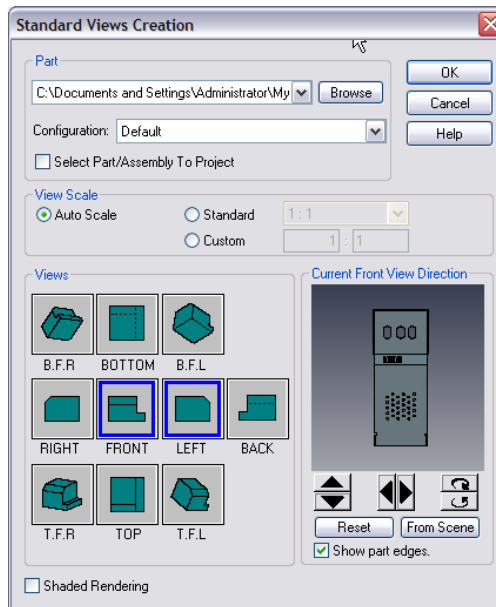 Standard Views Creation
Part
C:\Documents and Settings\Administrator\My
Browse
OK
Cancel
Help
Configuration: Default
Select Part/Assembly To Project
View Scale
Auto Scale
Standard
1 : 1
Custom
1 : 1
Views
B.F.R BOTTOM B.F.L
RIGHT FRONT LEFT BACK
T.F.R TOP T.F.L
Current Front View Direction
Reset From Scene
Show part edges.
Shaded Rendering